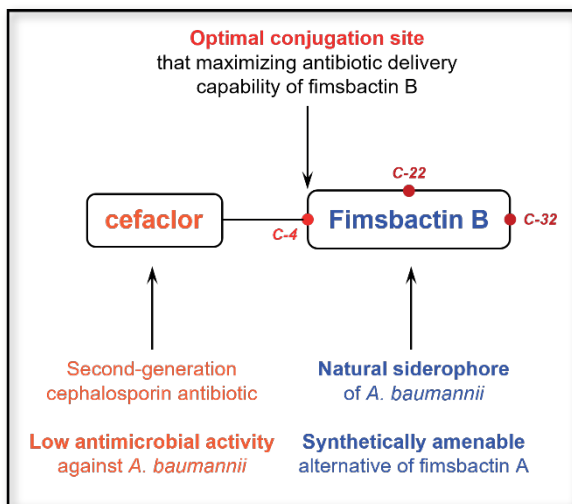 Optimal conjugation site
that maximizing antibiotic delivery
capability of fimsbactin B
C-22
cefaclor
Fimsbactin B
C-4
C-32
Second-generation
cephalosporin antibiotic
Natural siderophore
of A. baumannii
Low antimicrobial activity
against A. baumannii
Synthetically amenable
alternative of fimsbactin A